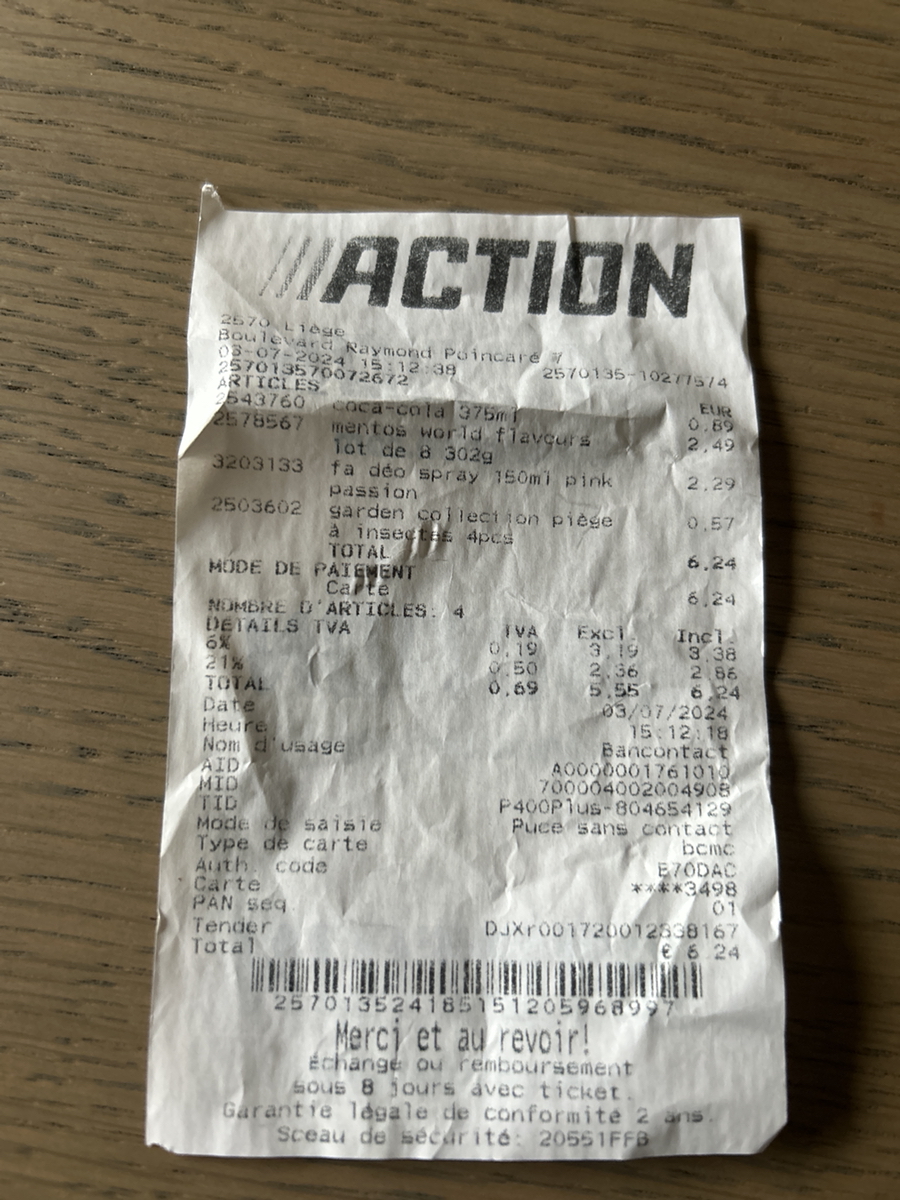 ACTION
2570 Liège
Boulevard Raymond Poincaré 7
03-07-2024 15:12:38 2570135-10277574
257013570072672
ARTICLES EUR
2543760 coca-cola 375ml 0.89
2578567 mentos world flavours 2.49
lot de 8 302g
3203133 fa déo spray 150ml pink 2.29
passion
2503602 garden collection piège 0.57
à insectes 4pcs
TOTAL 6.24
MODE DE PAIEMENT
Carte 6.24
NOMBRE D'ARTICLES: 4
DETAILS TVA TVA Excl. Incl.
6% 0.19 3.19 3.38
21% 0.50 2.36 2.86
TOTAL 0.69 5.55 6.24
Date 03/07/2024
Heure 15:12:18
Nom d'usage Bancontact
AID A0000001761010
MID 700004002004908
TID P400Plus-804654129
Mode de saisie Puce sans contact
Type de carte bcmc
Auth. code E70DAC
Carte ****3498
PAN seq. 01
Tender DJXr001720012338167
Total € 6.24
257013524185151205968997
Merci et au revoir!
Échange ou remboursement
sous 8 jours avec ticket.
Garantie légale de conformité 2 ans.
Sceau de sécurité: 20551FFB